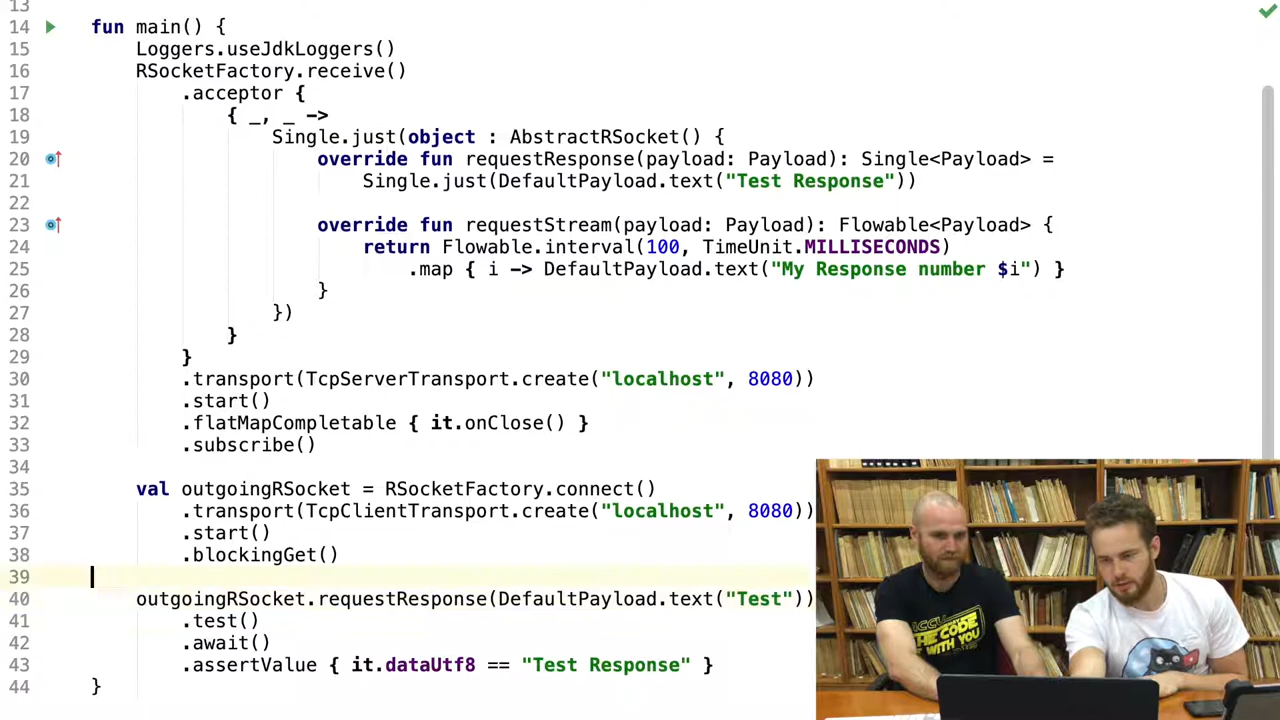 13
14 fun main() {
15 Loggers.useJdkLoggers()
16 RSocketFactory.receive()
17 .acceptor {
18 { _, _ ->
19 Single.just(object : AbstractRSocket() {
20 override fun requestResponse(payload: Payload): Single<Payload> =
21 Single.just(DefaultPayload.text("Test Response"))
22
23 override fun requestStream(payload: Payload): Flowable<Payload> {
24 return Flowable.interval(100, TimeUnit.MILLISECONDS)
25 .map { i -> DefaultPayload.text("My Response number $i") }
26 }
27 })
28 }
29 }
30 .transport(TcpServerTransport.create("localhost", 8080))
31 .start()
32 .flatMapCompletable { it.onClose() }
33 .subscribe()
34
35 val outgoingRSocket = RSocketFactory.connect()
36 .transport(TcpClientTransport.create("localhost", 8080))
37 .start()
38 .blockingGet()
39
40 outgoingRSocket.requestResponse(DefaultPayload.text("Test"))
41 .test()
42 .await()
43 .assertValue { it.dataUtf8 == "Test Response" }
44 }
THE CODE
WITH YOU